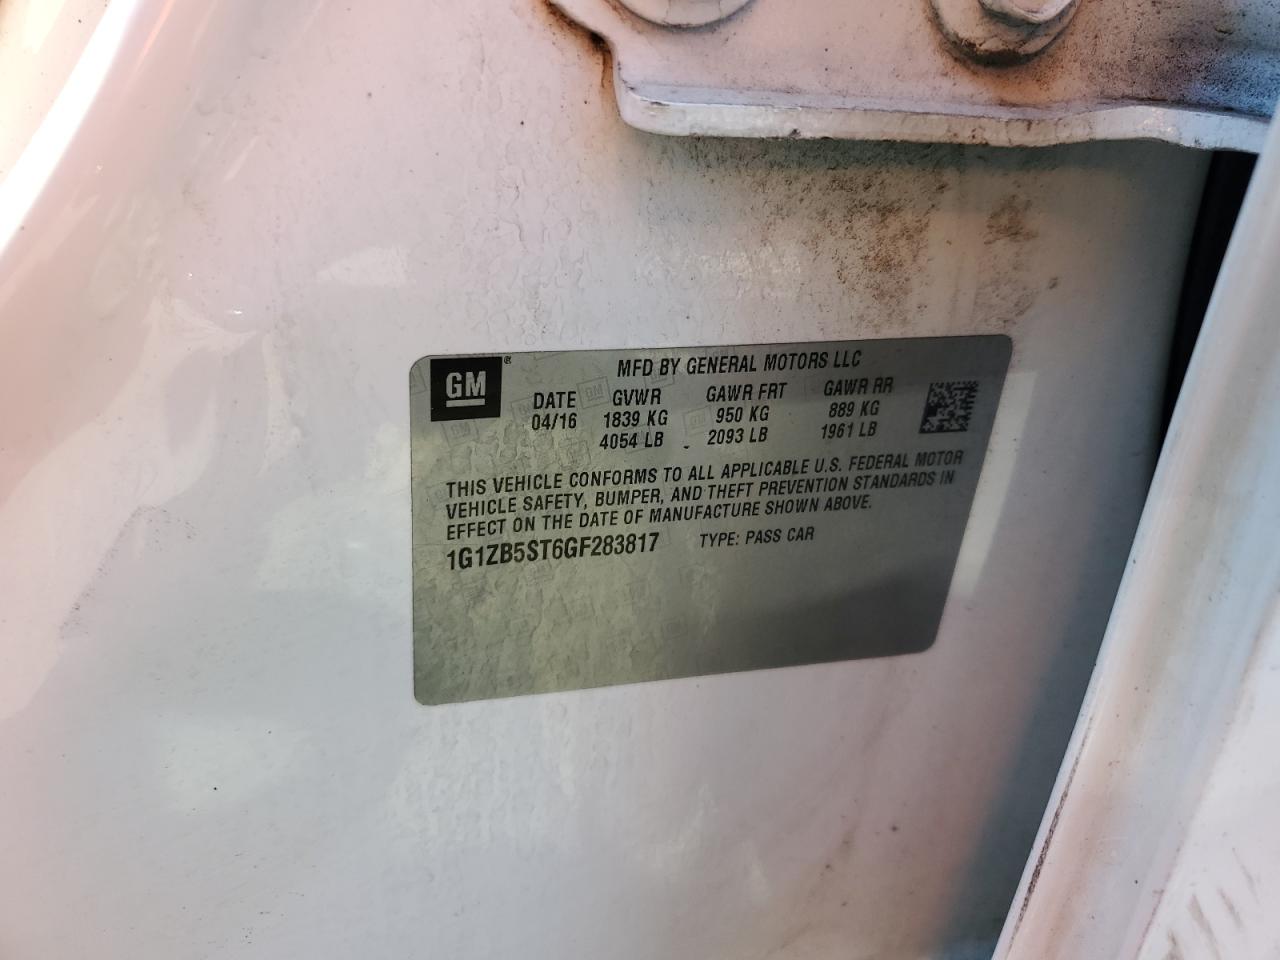 GM®
MFD BY GENERAL MOTORS LLC
DATE GVWR GAWR FRT GAWR RR
04/16 1839 KG 950 KG 889 KG
4054 LB 2093 LB 1961 LB
THIS VEHICLE CONFORMS TO ALL APPLICABLE U.S. FEDERAL MOTOR
VEHICLE SAFETY, BUMPER, AND THEFT PREVENTION STANDARDS IN
EFFECT ON THE DATE OF MANUFACTURE SHOWN ABOVE.
1G1ZB5ST6GF283817 TYPE: PASS CAR